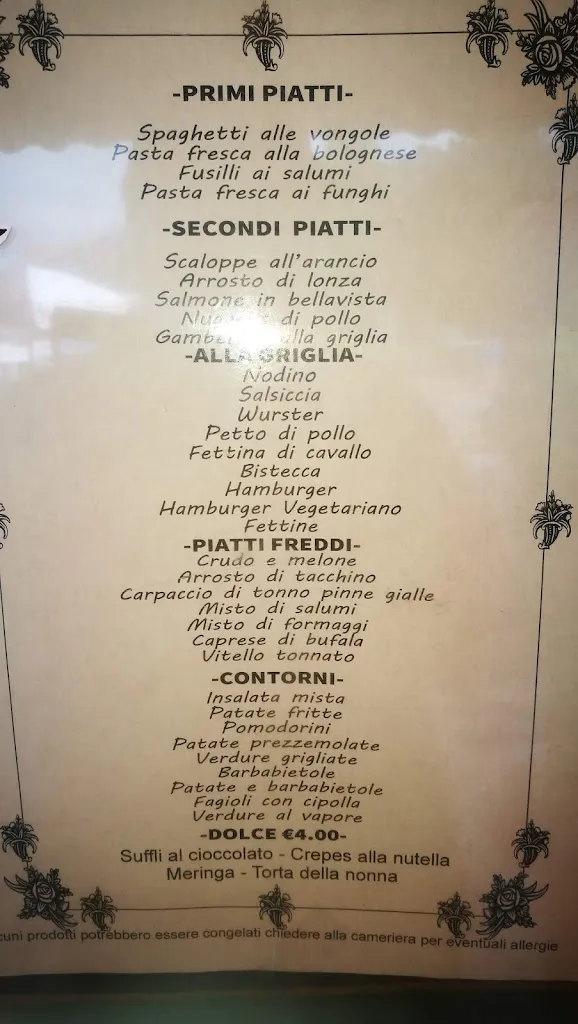 -PRIMI PIATTI-
Spaghetti alle vongole
Pasta fresca alla bolognese
Fusilli ai salumi
Pasta fresca ai funghi
-SECONDI PIATTI-
Scaloppe all'arancio
Arrosto di lonza
Salmone in bellavista
di pollo
alla griglia
-ALLA GRIGLIA-
Nodino
Salsiccia
Wurster
Petto di pollo
Fettina di cavallo
Bistecca
Hamburger
Hamburger Vegetariano
Fettine
-PIATTI FREDDI-
Crudo e melone
Arrosto di tacchino
Carpaccio di tonno pinne gialle
Misto di salumi
Misto di formaggi
Caprese di bufala
Vitello tonnato
-CONTORNI-
Insalata mista
Patate fritte
Pomodorini
Patate prezzemolate
Verdure grigliate
Barbabietole
Patate e barbabietole
Fagioli con cipolla
Verdure al vapore
-DOLCE €4.00-
Suffli al cioccolato - Crepes alla nutella
Meringa - Torta della nonna
prodotti potrebbero essere congelati chiedere alla cameriera per eventuali allergie